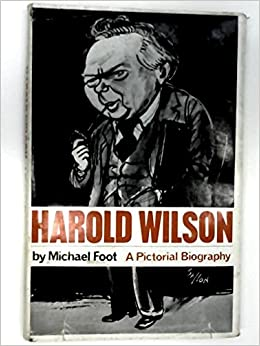 HAROLD WILSON
by Michael Foot A Pictorial Biography